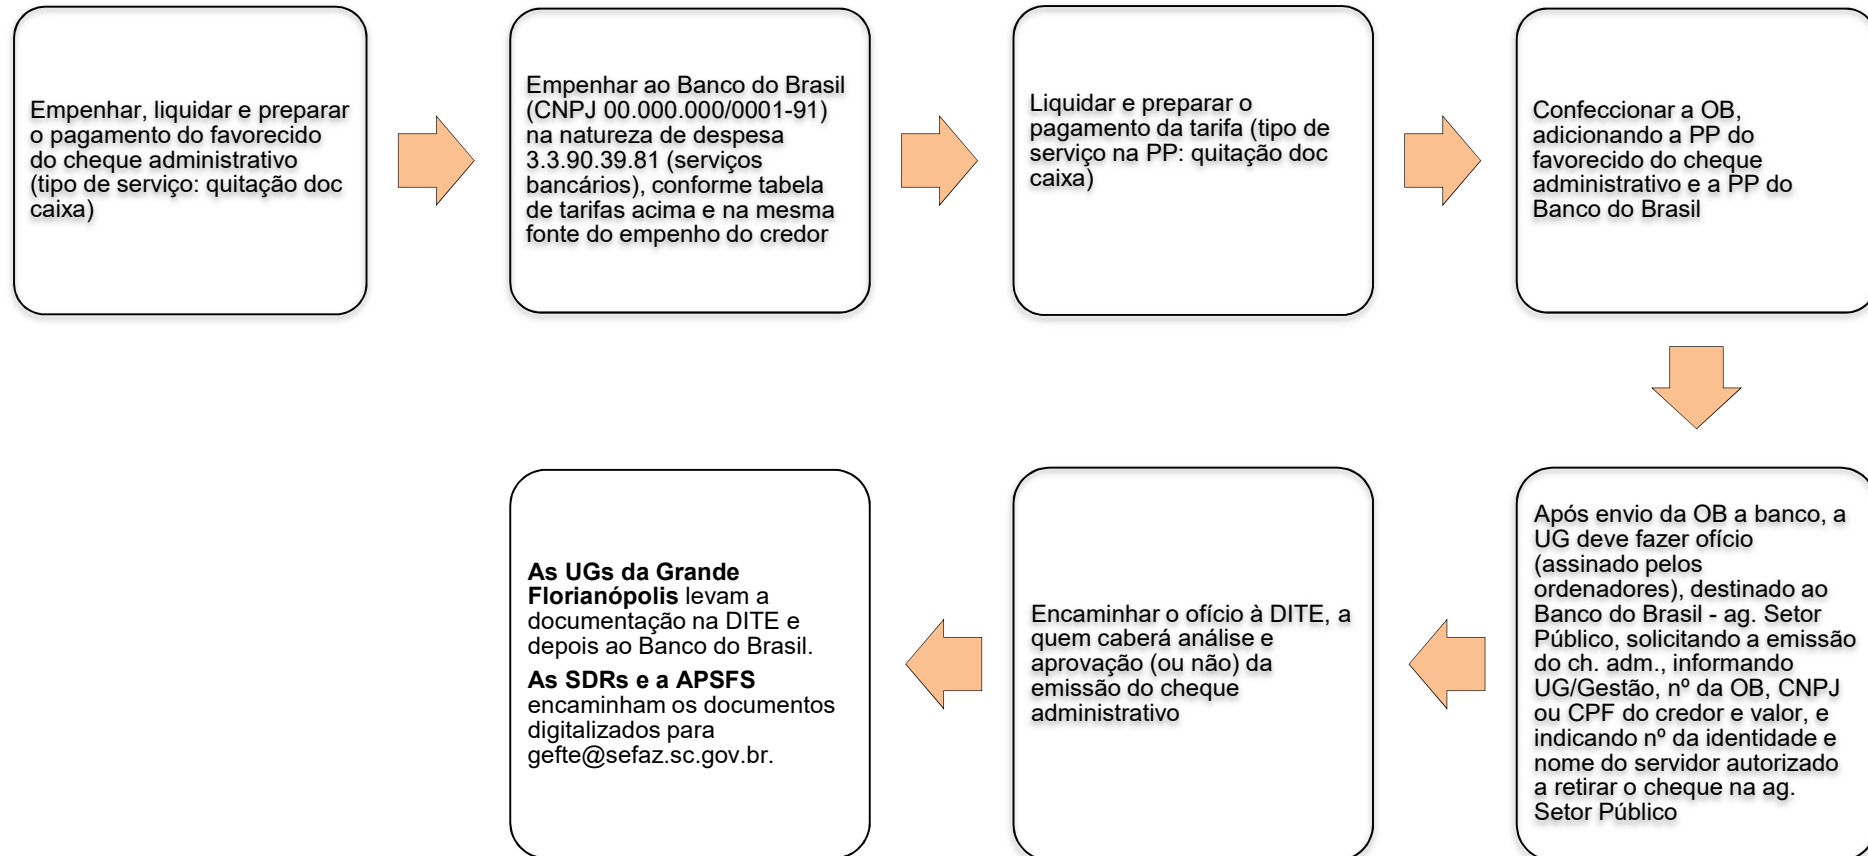 Empenhar, liquidar e preparar
o pagamento do favorecido
do cheque administrativo
(tipo de serviço: quitação doc
caixa)
Empenhar ao Banco do Brasil
(CNPJ 00.000.000/0001-91)
na natureza de despesa
3.3.90.39.81 (serviços
bancários), conforme tabela
de tarifas acima e na mesma
fonte do empenho do credor
Liquidar e preparar o
pagamento da tarifa (tipo de
serviço na PP: quitação doc
caixa)
Confeccionar a OB,
adicionando a PP do
favorecido do cheque
administrativo e a PP do
Banco do Brasil
Após envio da OB a banco, a
UG deve fazer ofício
(assinado pelos
ordenadores), destinado ao
Banco do Brasil - ag. Setor
Público, solicitando a emissão
do ch. adm., informando
UG/Gestão, nº da OB, CNPJ
ou CPF do credor e valor, e
indicando nº da identidade e
nome do servidor autorizado
a retirar o cheque na ag.
Setor Público
Encaminhar o ofício à DITE, a
quem caberá análise e
aprovação (ou não) da
emissão do cheque
administrativo
As UGs da Grande
Florianópolis levam a
documentação na DITE e
depois ao Banco do Brasil.
As SDRs e a APSFS
encaminham os documentos
digitalizados para
gefte@sefaz.sc.gov.br.